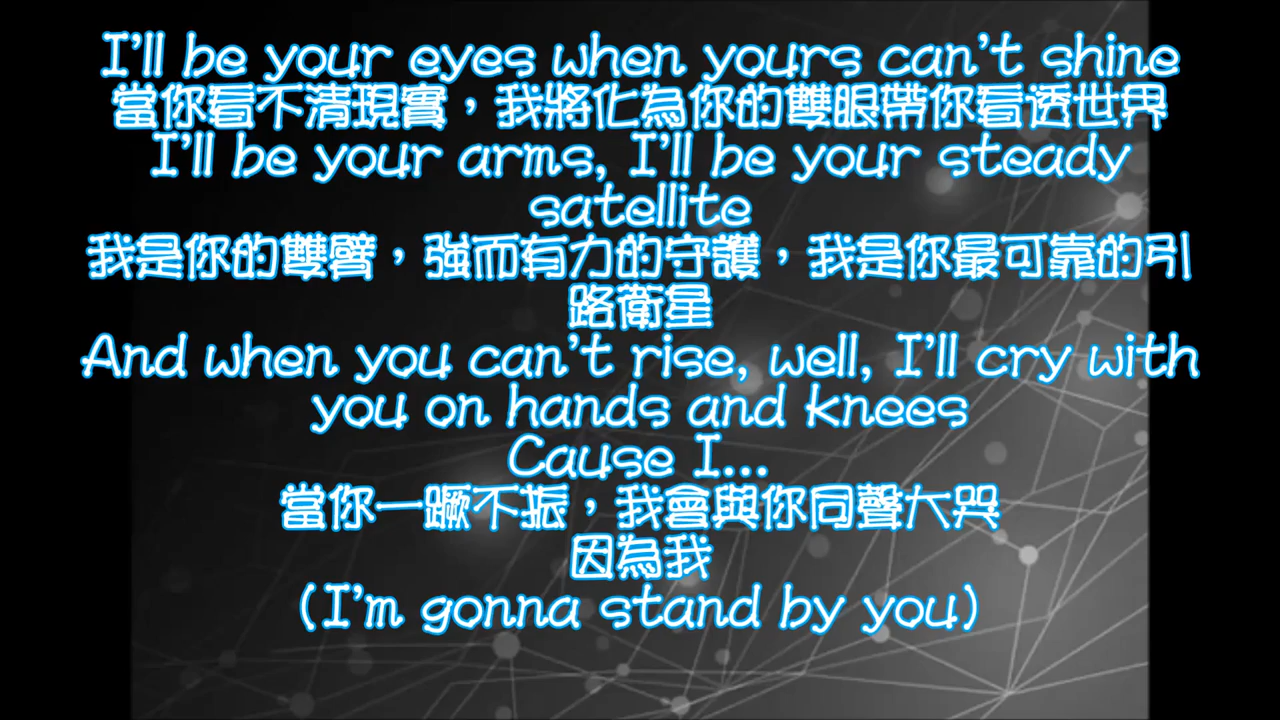 I'll be your eyes when yours can't shine
當你看不清現實，我將化為你的雙眼帶你看透世界
I'll be your arms, I'll be your steady
satellite
我是你的雙臂，強而有力的守護，我是你最可靠的引
路衛星
And when you can't rise, well, I'll cry with
you on hands and knees
Cause I...
當你一蹶不振，我會與你同聲大哭
因為我
(I'm gonna stand by you)